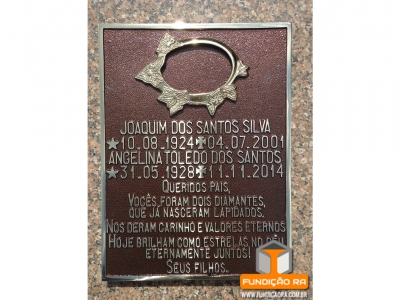 JOAQUIM DOS SANTOS SILVA
★10.08.1924✠04.07.2001
ANGELINA TOLEDO DOS SANTOS
★31.05.1928✠11.11.2014
QUERIDOS PAIS,
VOCÊS, FORAM DOIS DIAMANTES,
QUE JÁ NASCERAM LAPIDADOS.
NOS DERAM CARINHO E VALORES ETERNOS
HOJE BRILHAM COMO ESTRELAS NO CÉU
ETERNAMENTE JUNTOS!
SEUS FILHOS..
FUNDIÇÃO RA
WWW.FUNDICAORA.COM.BR